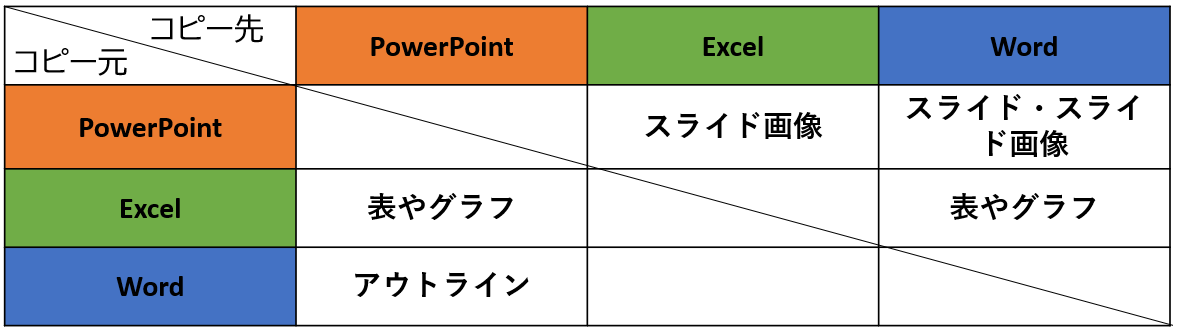 コピー先
コピー元
PowerPoint
Excel
Word
PowerPoint
スライド画像
スライド・スライ
ド画像
Excel
表やグラフ
表やグラフ
Word
アウトライン